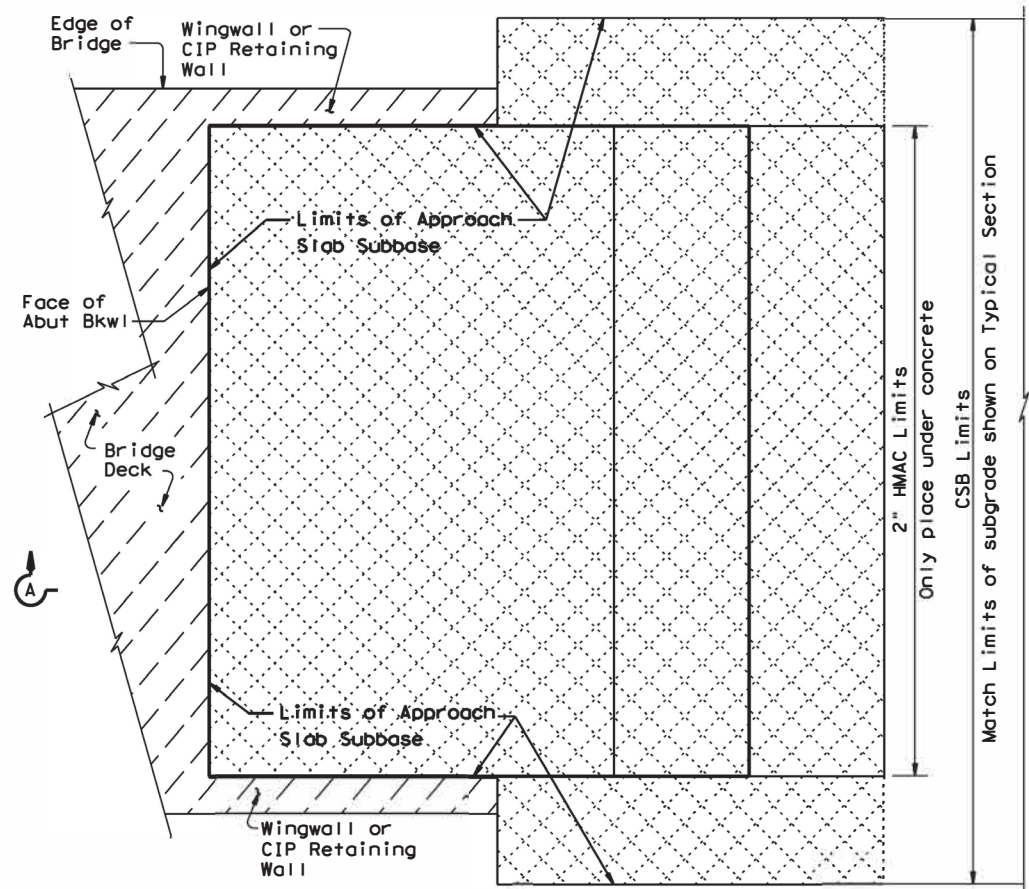 Edge of
Bridge
Wingwall or
CIP Retaining
Wall
Limits of Approach
Slab Subbase
Face of
Abut Bkwl
Bridge
Deck
A
Limits of Approach
Slab Subbase
Wingwall or
CIP Retaining
Wall
2" HMAC Limits
Only place under concrete
CSB Limits
Match Limits of subgrade shown on Typical Section